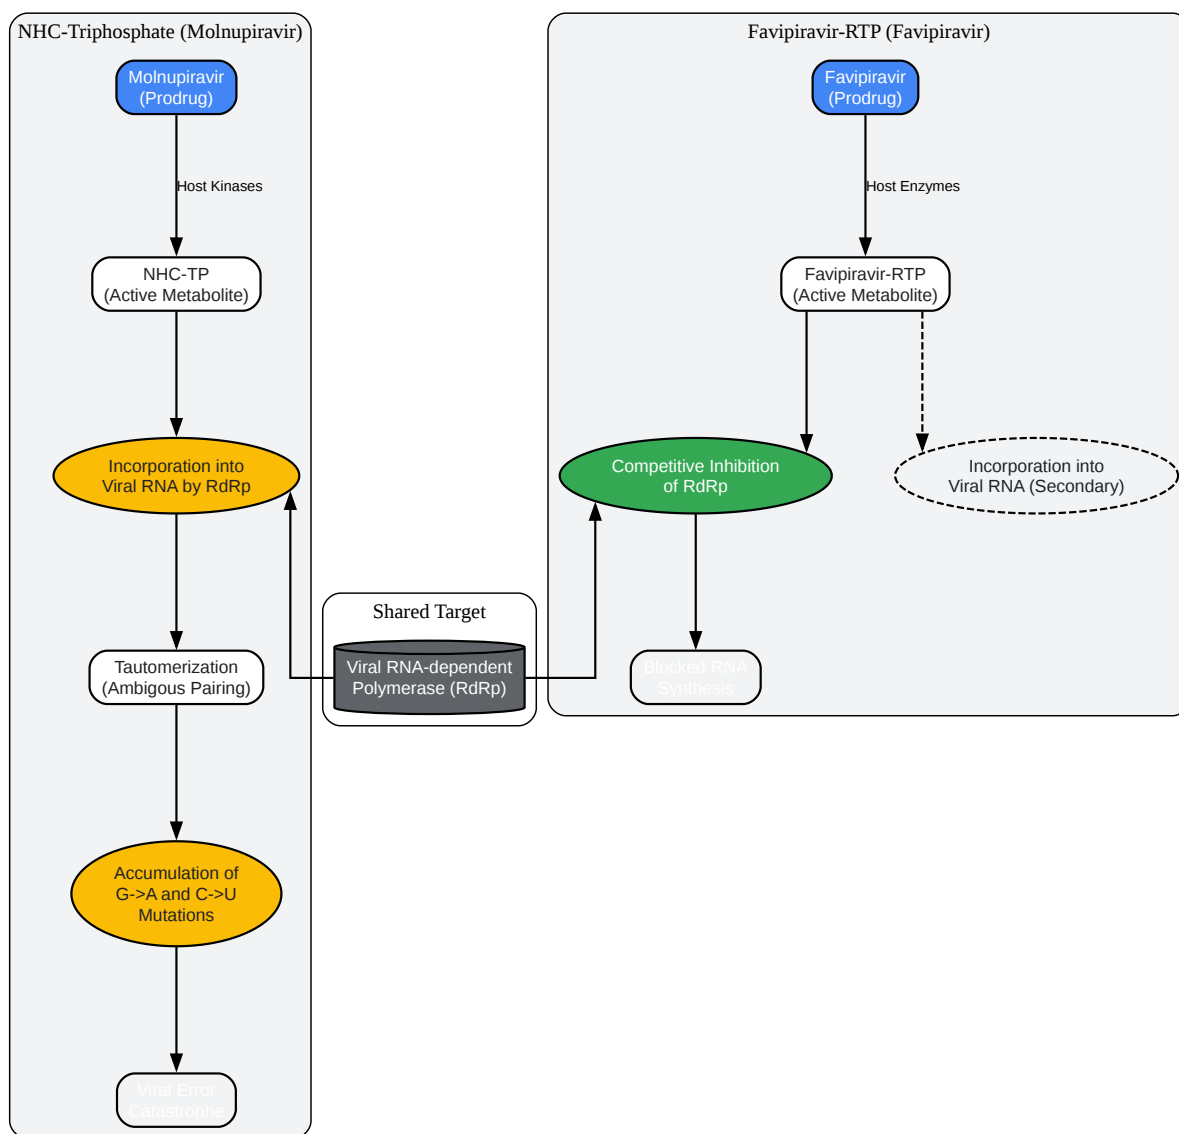 NHC-Triphosphate (Molnupiravir)
Molnupiravir
(Prodrug)
Host Kinases
NHC-TP
(Active Metabolite)
Incorporation into
Viral RNA by RdRp
Tautomerization
(Ambigous Pairing)
Accumulation of
G->A and C->U
Mutations
Viral Error
Catastrophe
Shared Target
Viral RNA-dependent
Polymerase (RdRp)
Favipiravir-RTP (Favipiravir)
Favipiravir
(Prodrug)
Host Enzymes
Favipiravir-RTP
(Active Metabolite)
Competitive Inhibition
of RdRp
Incorporation into
Viral RNA (Secondary)
Blocked RNA
Synthesis